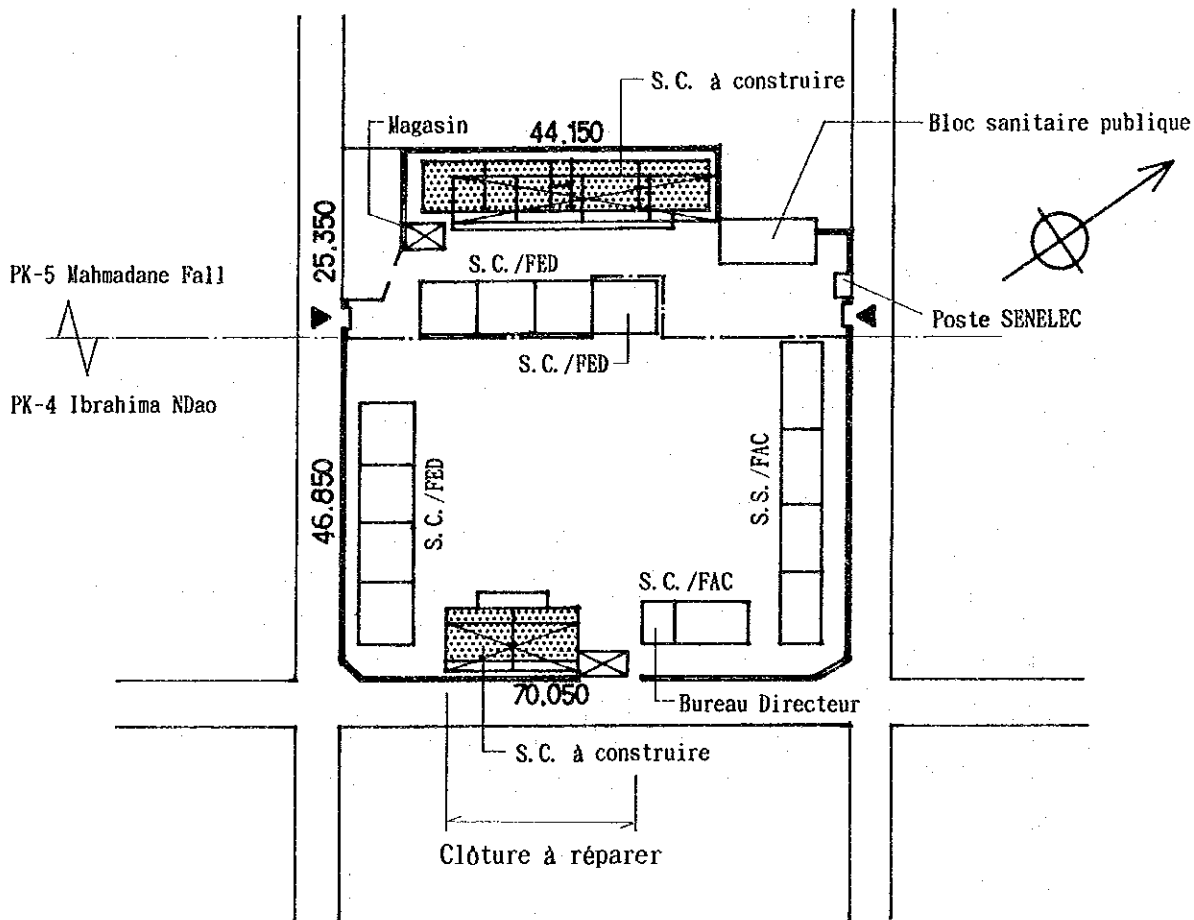 S.C. à construire
Magasin
44.150
Bloc sanitaire publique
25.350
S.C./FED
PK-5 Mahmadane Fall
Poste SENELEC
S.C./FED
PK-4 Ibrahima NDao
46.850
S.C./FED
S.S./FAC
S.C./FAC
70.050
Bureau Directeur
S.C. à construire
Clôture à réparer